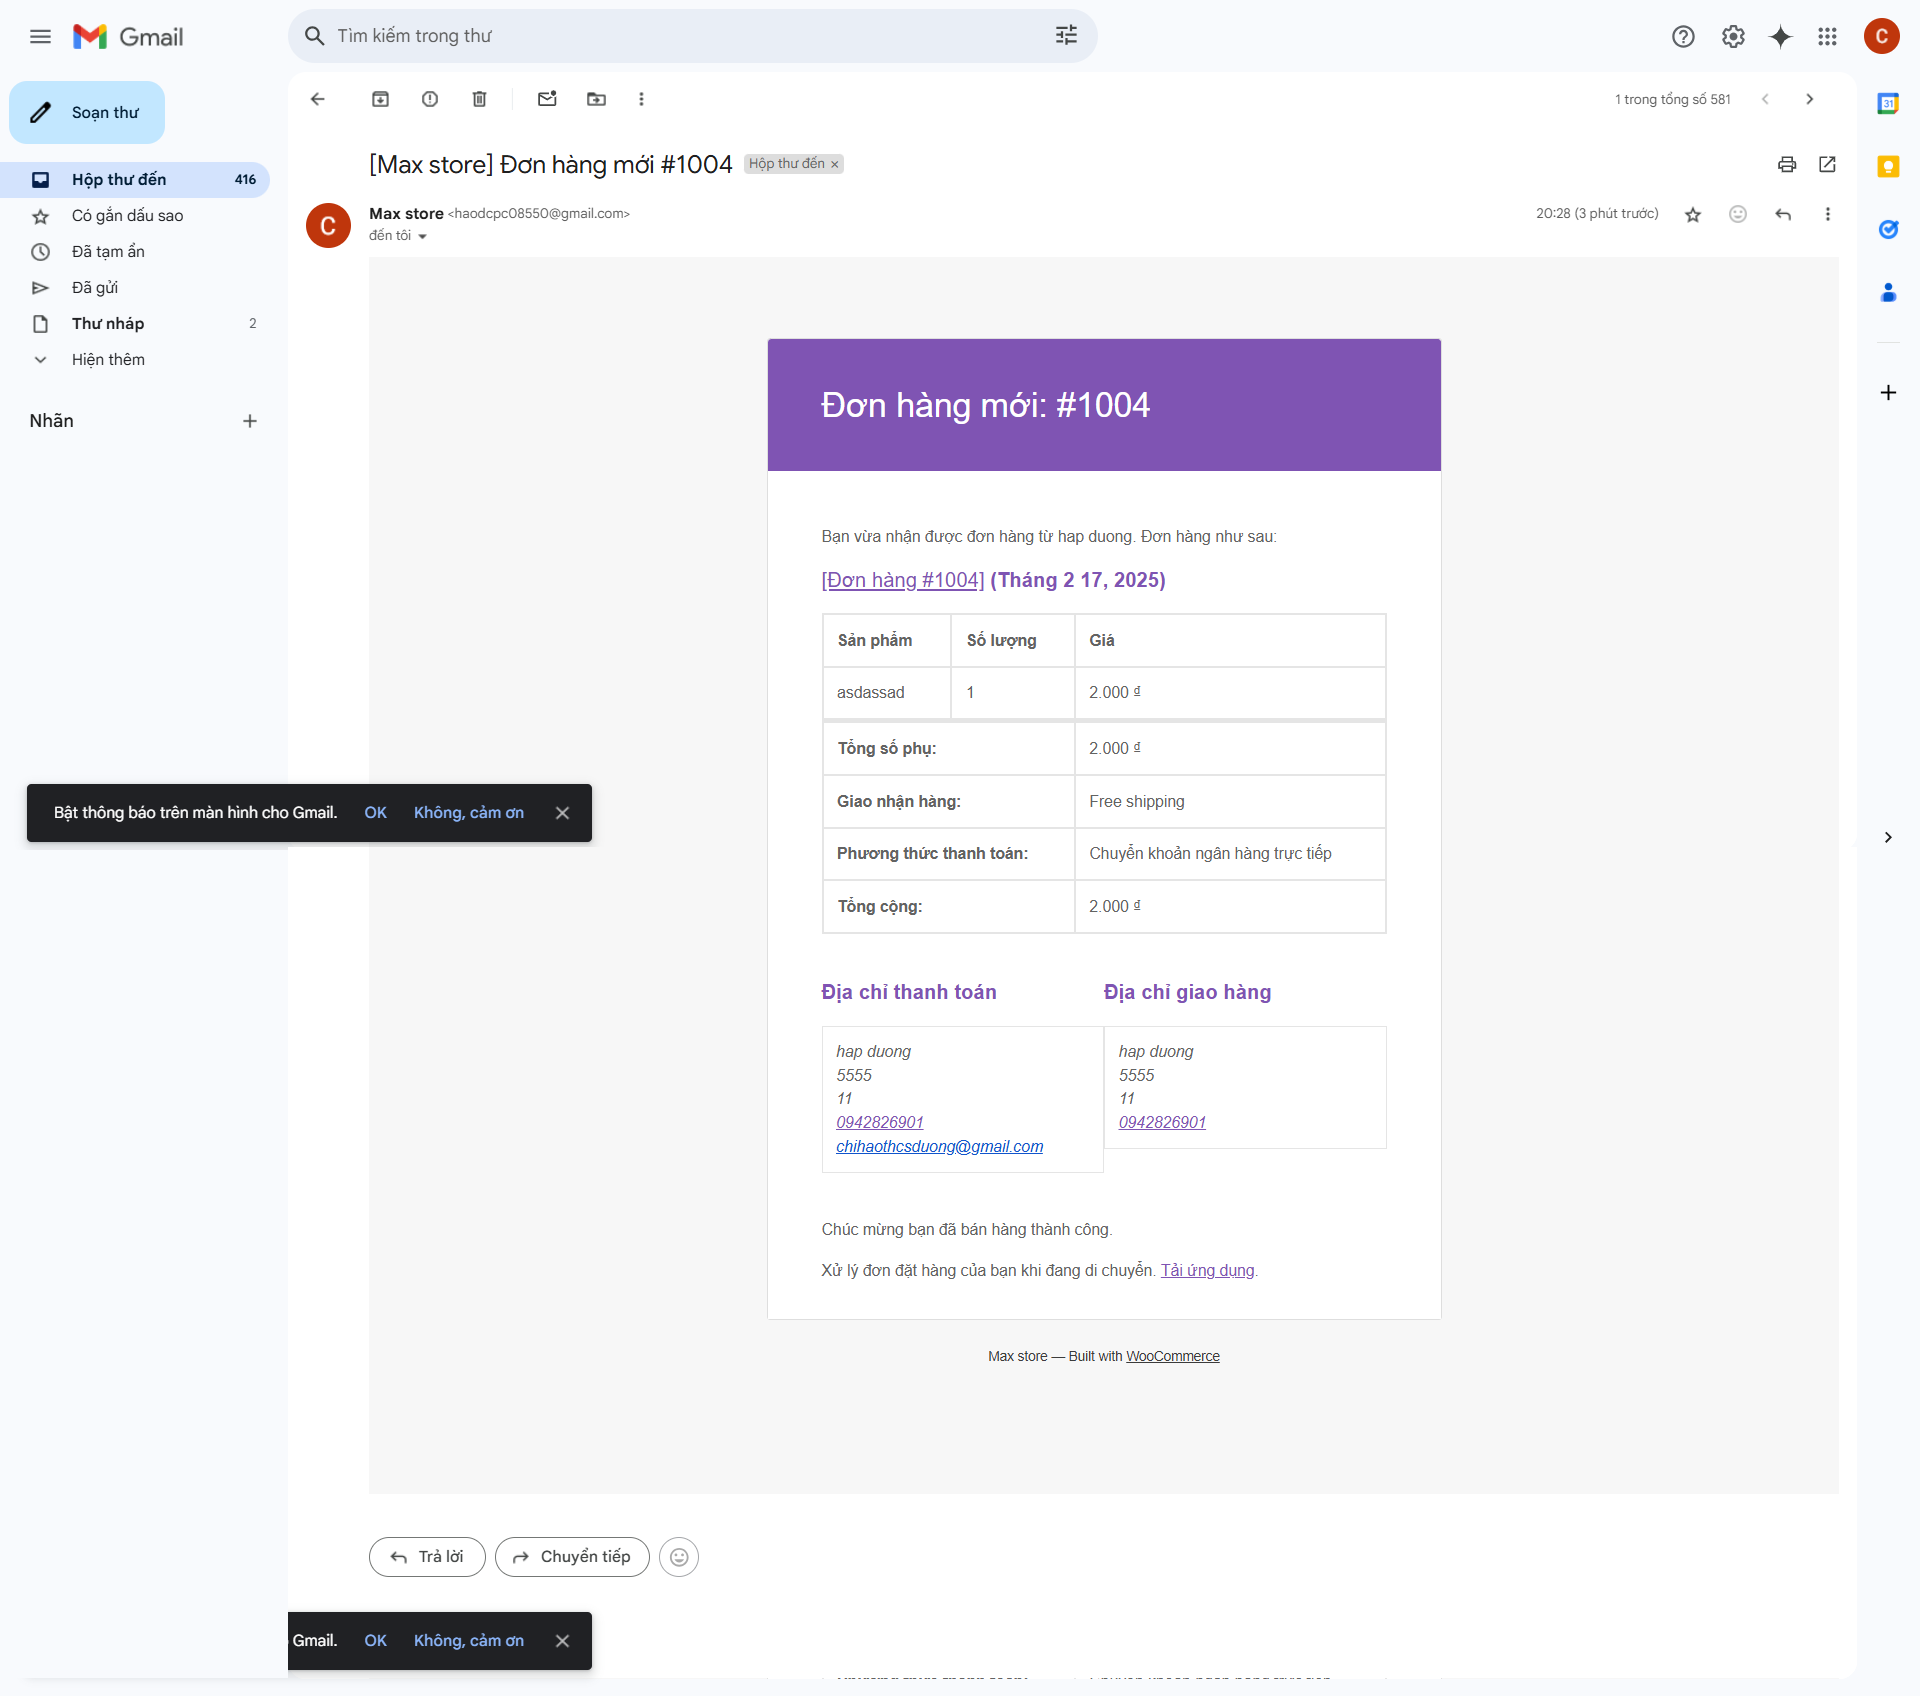 Gmail
Tìm kiếm trong thư
C
Soạn thư
1 trong tổng số 581
31
[Max store] Đơn hàng mới #1004
Hộp thư đến ×
Hộp thư đến 416
Có gắn dấu sao
Đã tạm ẩn
Đã gửi
Thư nháp 2
Hiện thêm
Nhãn
C
Max store <haodcpc08550@gmail.com>
20:28 (3 phút trước)
đến tôi
Đơn hàng mới: #1004
Bạn vừa nhận được đơn hàng từ hap duong. Đơn hàng như sau:
[Đơn hàng #1004] (Tháng 2 17, 2025)
Sản phẩm Số lượng Giá
asdassad 1 2.000 ₫
Tổng số phụ: 2.000 ₫
Giao nhận hàng: Free shipping
Phương thức thanh toán: Chuyển khoản ngân hàng trực tiếp
Tổng cộng: 2.000 ₫
Bật thông báo trên màn hình cho Gmail. OK Không, cảm ơn
Địa chỉ thanh toán
hap duong
5555
11
0942826901
chihaothcsduong@gmail.com
Địa chỉ giao hàng
hap duong
5555
11
0942826901
Chúc mừng bạn đã bán hàng thành công.
Xử lý đơn đặt hàng của bạn khi đang di chuyển. Tải ứng dụng.
Max store — Built with WooCommerce
Trả lời
Chuyển tiếp
Gmail. OK Không, cảm ơn